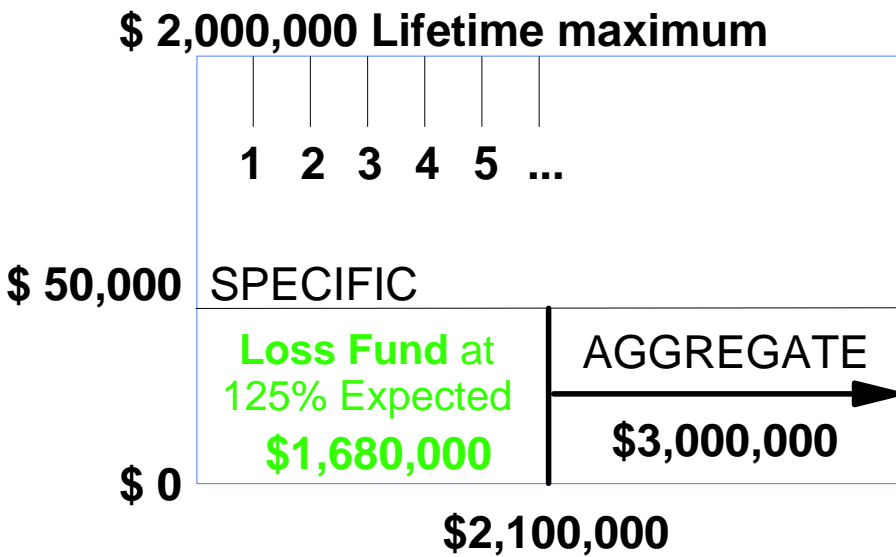 $ 2,000,000 Lifetime maximum
1 2 3 4 5 ...
$ 50,000 SPECIFIC
Loss Fund at
125% Expected
$1,680,000
AGGREGATE
$3,000,000
$ 0
$2,100,000